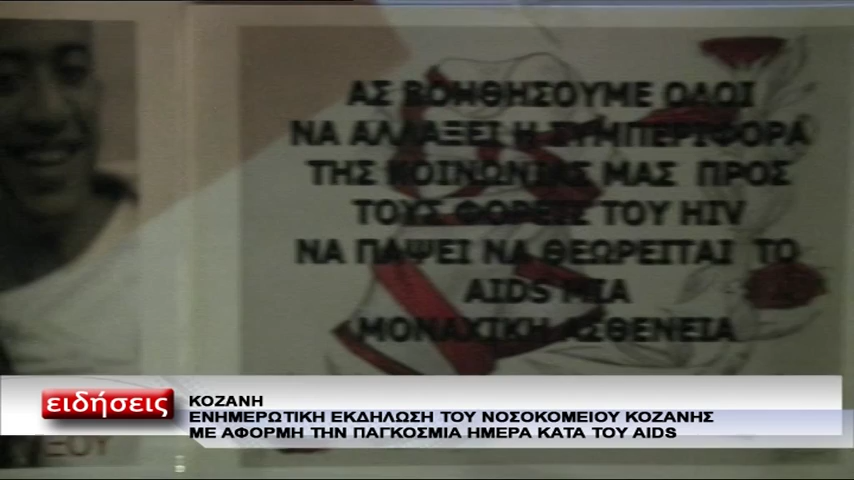 ΑΣ ΒΟΗΘΗΣΟΥΜΕ ΟΛΟΙ
ΝΑ ΑΛΛΑΞΕΙ Η ΣΥΜΠΕΡΙΦΟΡΑ
ΤΗΣ ΚΟΙΝΩΝΙΑΣ ΜΑΣ ΠΡΟΣ
ΤΟΥΣ ΦΟΡΕΙΣ ΤΟΥ HIV
ΝΑ ΠΑΨΕΙ ΝΑ ΘΕΩΡΕΙΤΑΙ ΤΟ
AIDS ΜΙΑ
ΜΟΝΑΧΙΚΗ ΑΣΘΕΝΕΙΑ
ειδήσεις
ΚΟΖΑΝΗ
ΕΝΗΜΕΡΩΤΙΚΗ ΕΚΔΗΛΩΣΗ ΤΟΥ ΝΟΣΟΚΟΜΕΙΟΥ ΚΟΖΑΝΗΣ
ΜΕ ΑΦΟΡΜΗ ΤΗΝ ΠΑΓΚΟΣΜΙΑ ΗΜΕΡΑ ΚΑΤΑ ΤΟΥ AIDS